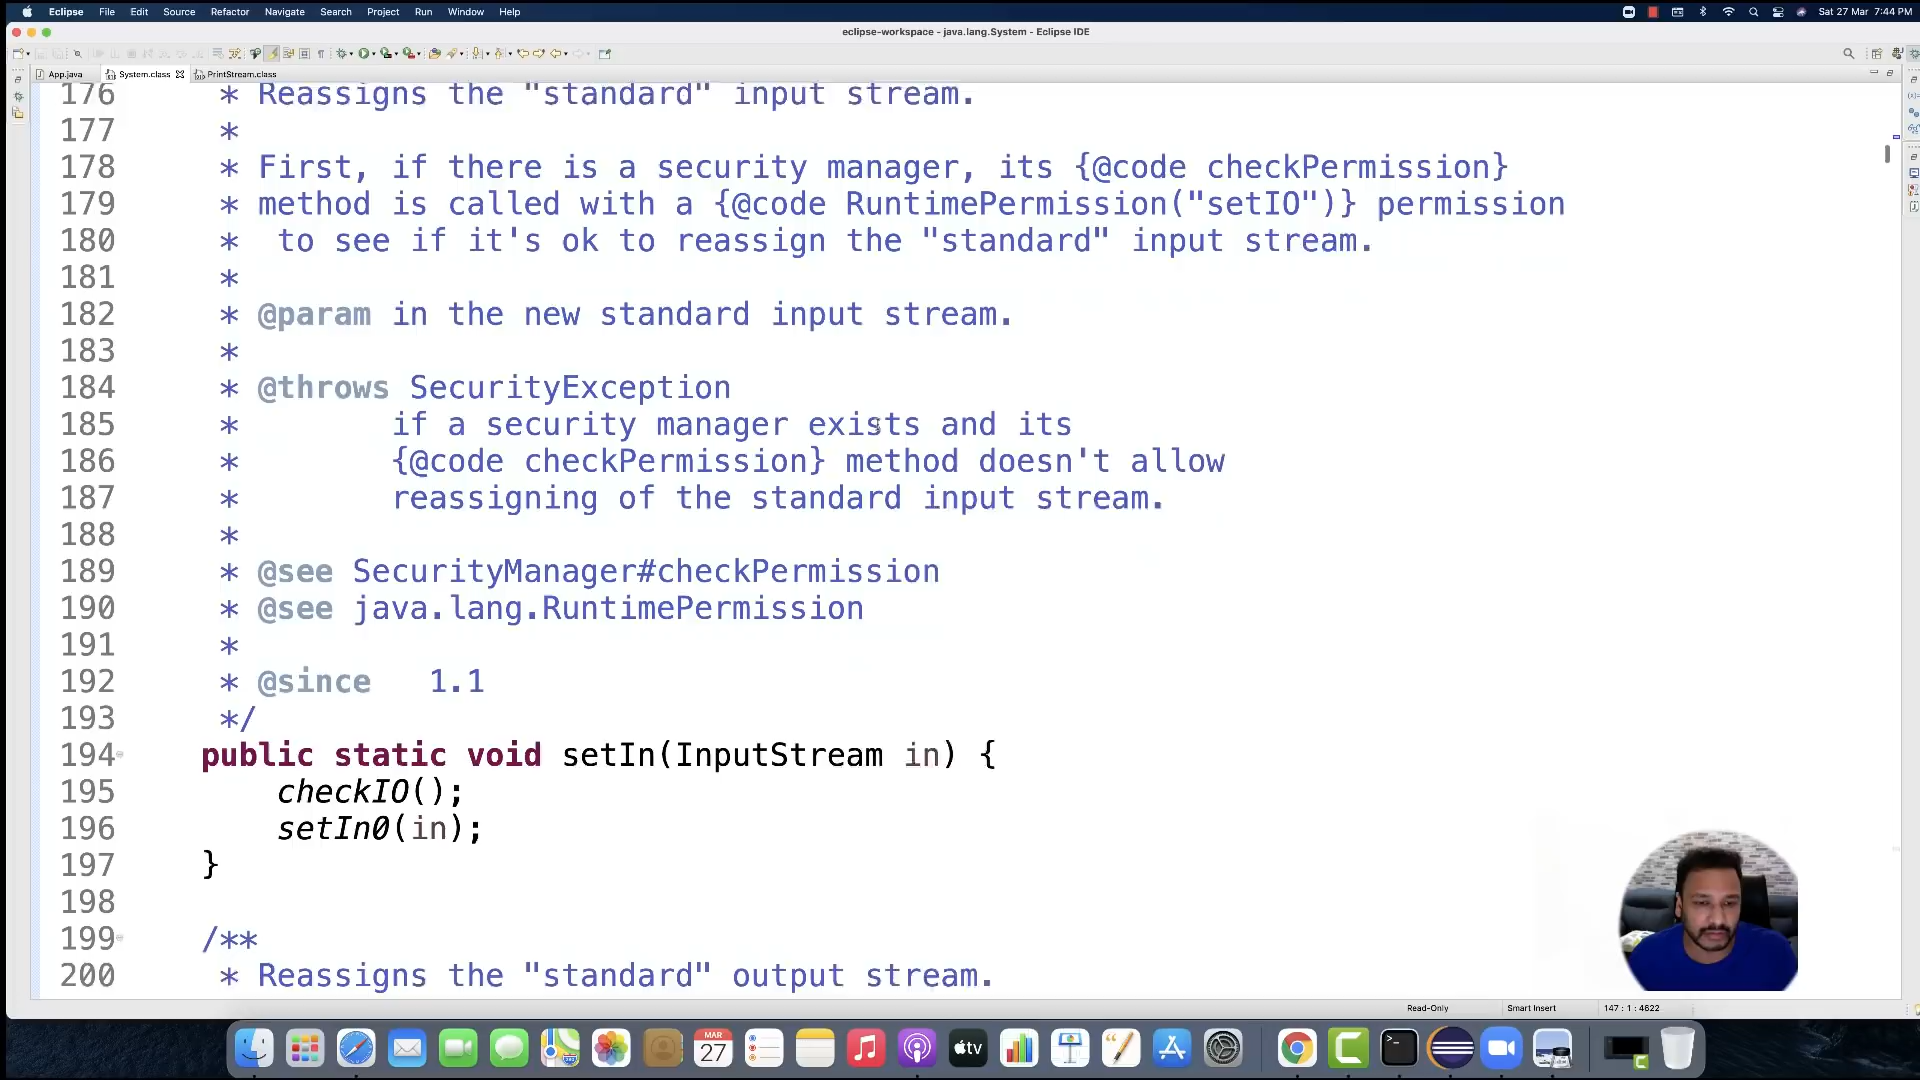 Eclipse File Edit Source Refactor Navigate Search Project Run Window Help Sat 27 Mar 7:44 PM
eclipse-workspace - java.lang.System - Eclipse IDE
App.java System.class PrintStream.class
176 * Reassigns the "standard" input stream.
177 *
178 * First, if there is a security manager, its {@code checkPermission}
179 * method is called with a {@code RuntimePermission("setIO")} permission
180 *  to see if it's ok to reassign the "standard" input stream.
181 *
182 * @param in the new standard input stream.
183 *
184 * @throws SecurityException
185 *        if a security manager exists and its
186 *        {@code checkPermission} method doesn't allow
187 *        reassigning of the standard input stream.
188 *
189 * @see SecurityManager#checkPermission
190 * @see java.lang.RuntimePermission
191 *
192 * @since   1.1
193 */
194 public static void setIn(InputStream in) {
195     checkIO();
196     setIn0(in);
197 }
198
199 /**
200 * Reassigns the "standard" output stream.
Read-Only Smart Insert 147 : 1 : 4622
MAR
27
tv